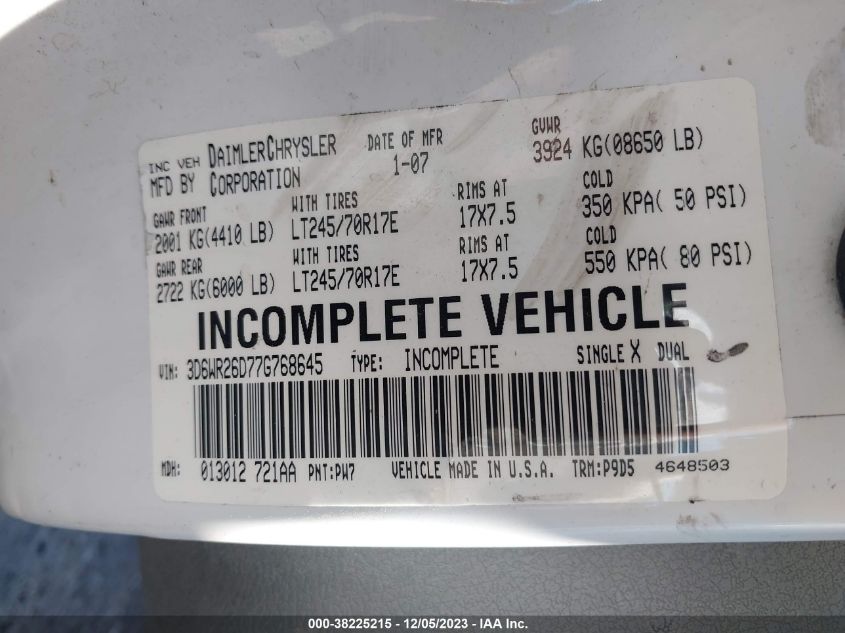 INC VEH DAIMLERCHRYSLER DATE OF MFR GVWR
MFD BY CORPORATION 1-07 3924 KG(08650 LB)
GAWR FRONT WITH TIRES RIMS AT COLD
2001 KG(4410 LB) LT245/70R17E 17X7.5 350 KPA( 50 PSI)
GAWR REAR WITH TIRES RIMS AT COLD
2722 KG(6000 LB) LT245/70R17E 17X7.5 550 KPA( 80 PSI)
INCOMPLETE VEHICLE
VIN: 3D6WR26D77G768645 TYPE: INCOMPLETE SINGLE X DUAL
MDH: 013012 721AA PNT:PW7 VEHICLE MADE IN U.S.A. TRM:P9D5 4648503
000-38225215 - 12/05/2023 - IAA Inc.